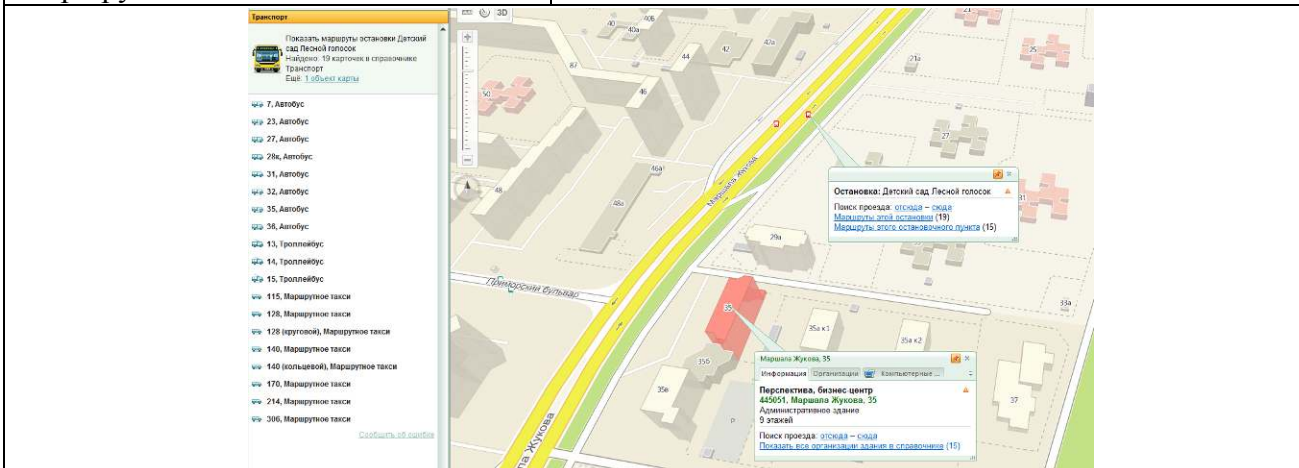 Транспорт
Показать маршруты остановки Детский
сад Лесной голосок
Найдено: 19 карточек в справочнике
Транспорт
Ещё: 1 объект карты
7, Автобус
23, Автобус
27, Автобус
28к, Автобус
31, Автобус
32, Автобус
35, Автобус
36, Автобус
13, Троллейбус
14, Троллейбус
15, Троллейбус
115, Маршрутное такси
128, Маршрутное такси
128 (круговой), Маршрутное такси
140, Маршрутное такси
140 (кольцевой), Маршрутное такси
170, Маршрутное такси
214, Маршрутное такси
306, Маршрутное такси
Сообщить об ошибке
3D
40
40Б
40а
42
42а
44
87
46
50
21
21а
25
27
46а
48
48а
Маршала Жукова
31
Остановка: Детский сад Лесной голосок
Поиск проезда: отсюда – сюда
Маршруты этой остановки (19)
Маршруты этого остановочного пункта (15)
29а
Приморский бульвар
33а
35
35а к1
35а к2
35б
35в
P
37
Маршала Жукова, 35
Информация Организации Компьютерные ...
Перспектива, бизнес-центр
445051, Маршала Жукова, 35
Административное здание
9 этажей
Поиск проезда: отсюда – сюда
Показать все организации здания в справочнике (15)
ла Жукова